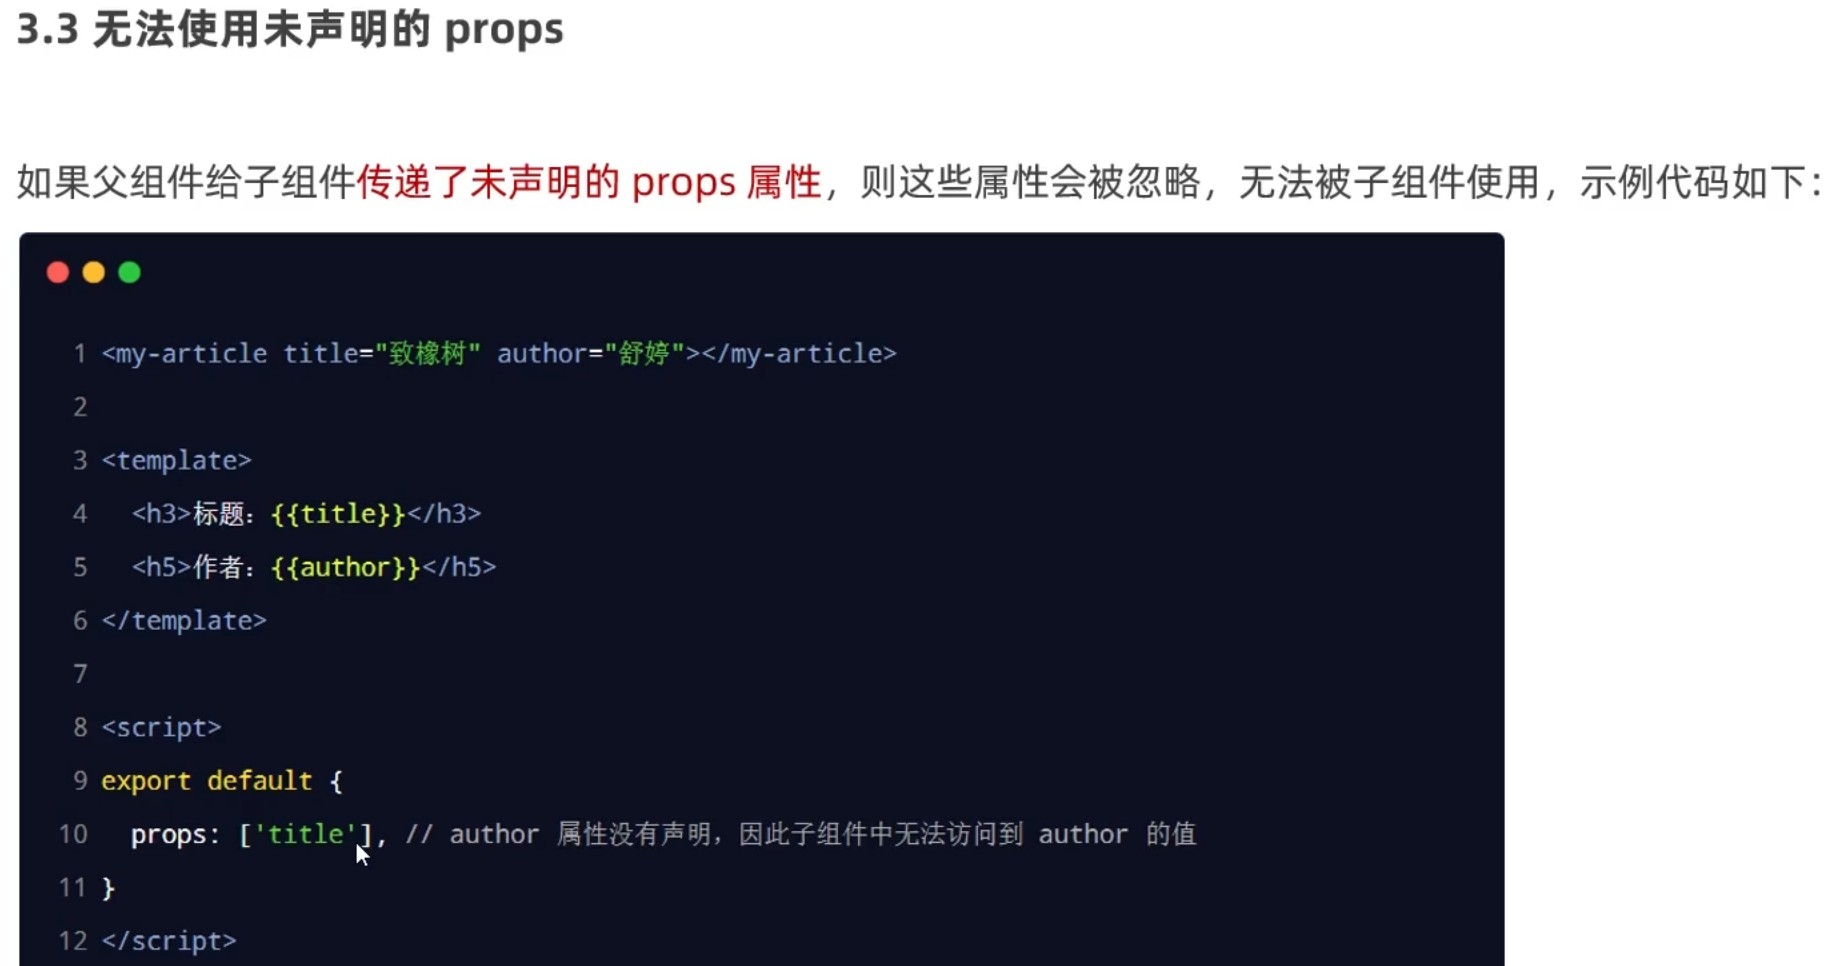 3.3 无法使用未声明的 props
如果父组件给子组件传递了未声明的 props 属性，则这些属性会被忽略，无法被子组件使用，示例代码如下：
1 <my-article title="致橡树" author="舒婷"></my-article>
2
3 <template>
4   <h3>标题：{{title}}</h3>
5   <h5>作者：{{author}}</h5>
6 </template>
7
8 <script>
9 export default {
10   props: ['title'], // author 属性没有声明，因此子组件中无法访问到 author 的值
11 }
12 </script>